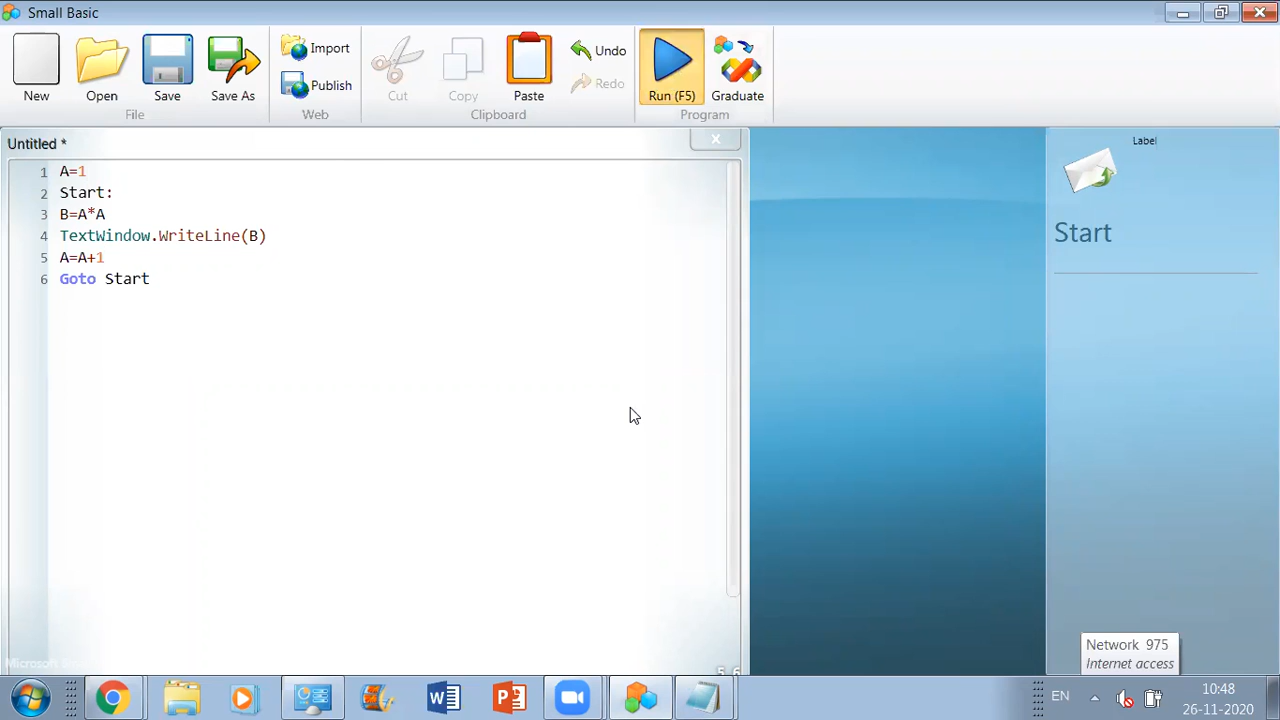 Small Basic
New
Open
Save
Save As
File
Import
Publish
Web
Cut
Copy
Paste
Undo
Redo
Clipboard
Run (F5)
Graduate
Program
Untitled *
1 A=1
2 Start:
3 B=A*A
4 TextWindow.WriteLine(B)
5 A=A+1
6 Goto Start
Label
Start
Network 975
Internet access
EN
10:48
26-11-2020